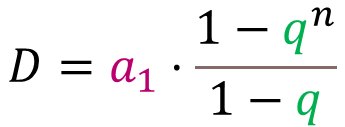 D = a₁ · (1 − qⁿ) / (1 − q)